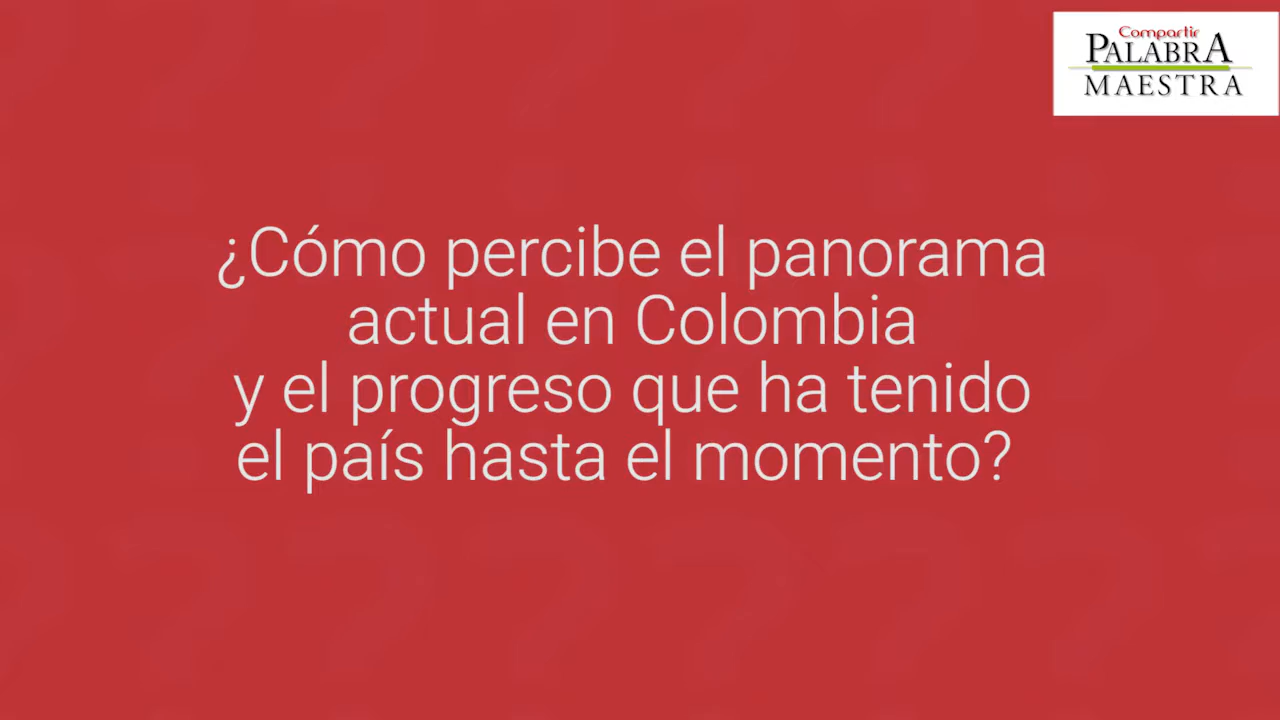 Compartir
PALABRA
MAESTRA
¿Cómo percibe el panorama
actual en Colombia
y el progreso que ha tenido
el país hasta el momento?